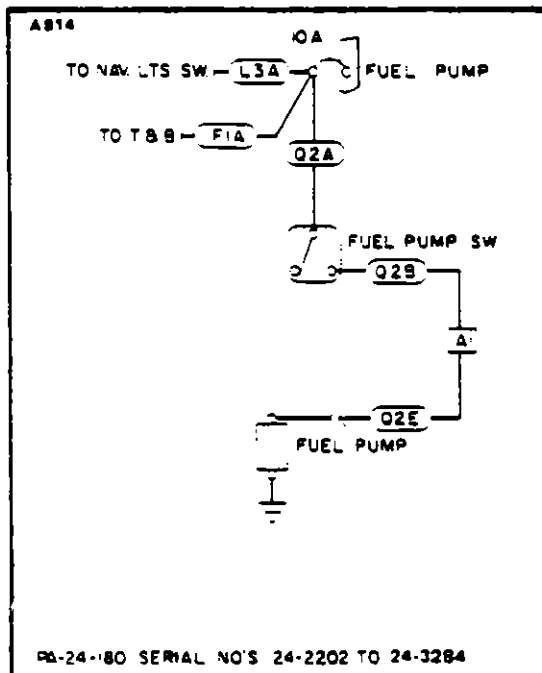 A814
10A
TO NAV. LTS SW. L3A FUEL PUMP
TO T & B F1A
Q2A
FUEL PUMP SW
Q2B
A
Q2E
FUEL PUMP
PA-24-180 SERIAL NO'S 24-2202 TO 24-3284